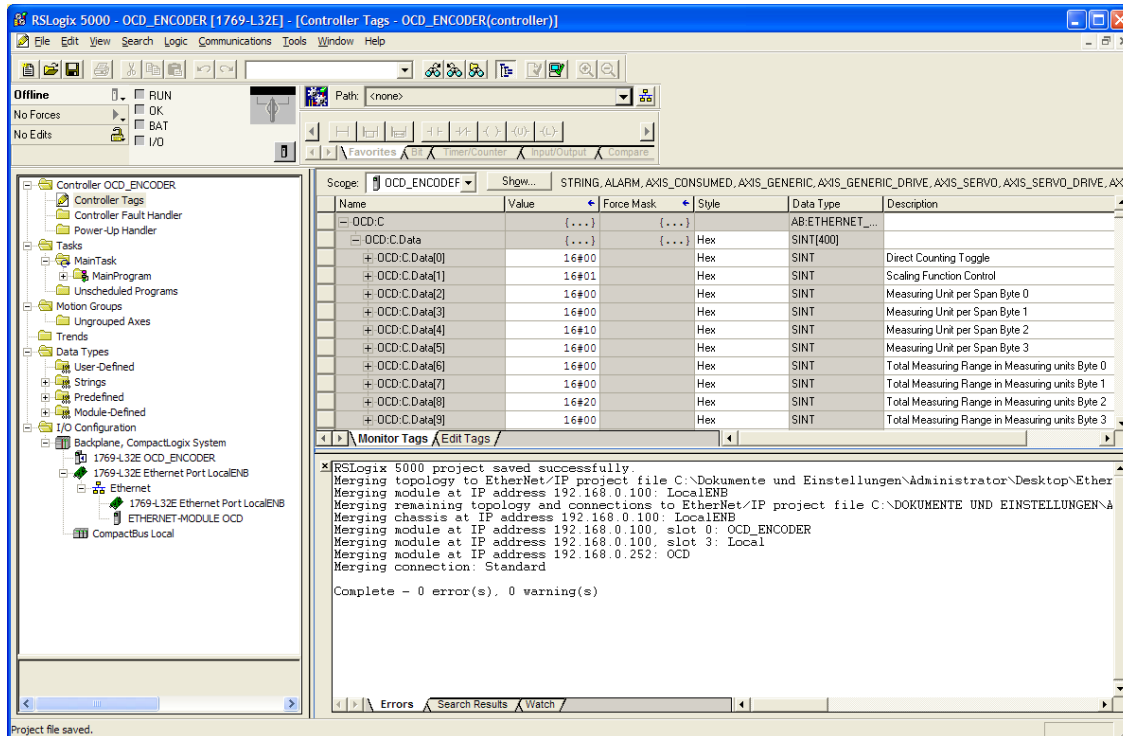 RSLogix 5000 - OCD_ENCODER [1769-L32E] - [Controller Tags - OCD_ENCODER(controller)]
File Edit View Search Logic Communications Tools Window Help
Offline
RUN
No Forces
OK
BAT
No Edits
I/O
Path: <none>
Favorites Bit Timer/Counter Input/Output Compare
Controller OCD_ENCODER
Controller Tags
Controller Fault Handler
Power-Up Handler
Tasks
MainTask
MainProgram
Unscheduled Programs
Motion Groups
Ungrouped Axes
Trends
Data Types
User-Defined
Strings
Predefined
Module-Defined
I/O Configuration
Backplane, CompactLogix System
1769-L32E OCD_ENCODER
1769-L32E Ethernet Port LocalENB
Ethernet
1769-L32E Ethernet Port LocalENB
ETHERNET-MODULE OCD
CompactBus Local
Scope: OCD_ENCODEF Show... STRING, ALARM, AXIS_CONSUMED, AXIS_GENERIC, AXIS_GENERIC_DRIVE, AXIS_SERVO, AXIS_SERVO_DRIVE, AX
Name Value Force Mask Style Data Type Description
OCD:C {...} {...} AB:ETHERNET_...
OCD:C.Data {...} {...} Hex SINT[400]
OCD:C.Data[0] 16#00 Hex SINT Direct Counting Toggle
OCD:C.Data[1] 16#01 Hex SINT Scaling Function Control
OCD:C.Data[2] 16#00 Hex SINT Measuring Unit per Span Byte 0
OCD:C.Data[3] 16#00 Hex SINT Measuring Unit per Span Byte 1
OCD:C.Data[4] 16#10 Hex SINT Measuring Unit per Span Byte 2
OCD:C.Data[5] 16#00 Hex SINT Measuring Unit per Span Byte 3
OCD:C.Data[6] 16#00 Hex SINT Total Measuring Range in Measuring units Byte 0
OCD:C.Data[7] 16#00 Hex SINT Total Measuring Range in Measuring units Byte 1
OCD:C.Data[8] 16#20 Hex SINT Total Measuring Range in Measuring units Byte 2
OCD:C.Data[9] 16#00 Hex SINT Total Measuring Range in Measuring units Byte 3
Monitor Tags Edit Tags
RSLogix 5000 project saved successfully.
Merging topology to EtherNet/IP project file C:\Dokumente und Einstellungen\Administrator\Desktop\Ether
Merging module at IP address 192.168.0.100: LocalENB
Merging remaining topology and connections to EtherNet/IP project file C:\DOKUMENTE UND EINSTELLUNGEN\A
Merging chassis at IP address 192.168.0.100: LocalENB
Merging module at IP address 192.168.0.100, slot 0: OCD_ENCODER
Merging module at IP address 192.168.0.100, slot 3: Local
Merging module at IP address 192.168.0.252: OCD
Merging connection: Standard
Complete - 0 error(s), 0 warning(s)
Errors Search Results Watch
Project file saved.